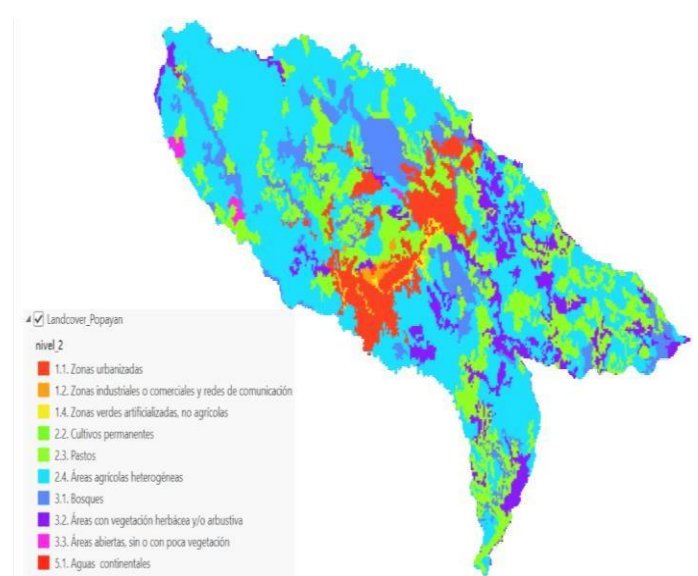 Landcover_Popayan
nivel_2
1.1. Zonas urbanizadas
1.2. Zonas industriales o comerciales y redes de comunicación
1.4. Zonas verdes artificializadas, no agrícolas
2.2. Cultivos permanentes
2.3. Pastos
2.4. Áreas agrícolas heterogéneas
3.1. Bosques
3.2. Áreas con vegetación herbácea y/o arbustiva
3.3. Áreas abiertas, sin o con poca vegetación
5.1. Aguas continentales